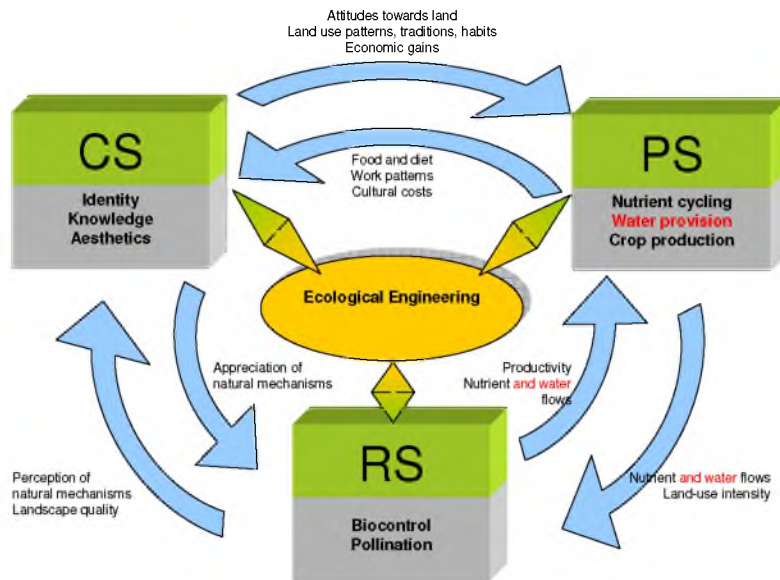 Attitudes towards land
Land use patterns, traditions, habits
Economic gains
CS
Identity
Knowledge
Aesthetics
Food and diet
Work patterns
Cultural costs
PS
Nutrient cycling
Water provision
Crop production
Ecological Engineering
Appreciation of
natural mechanisms
Productivity
Nutrient and water
flows
Perception of
natural mechanisms
Landscape quality
RS
Biocontrol
Pollination
Nutrient and water flows
Land-use intensity